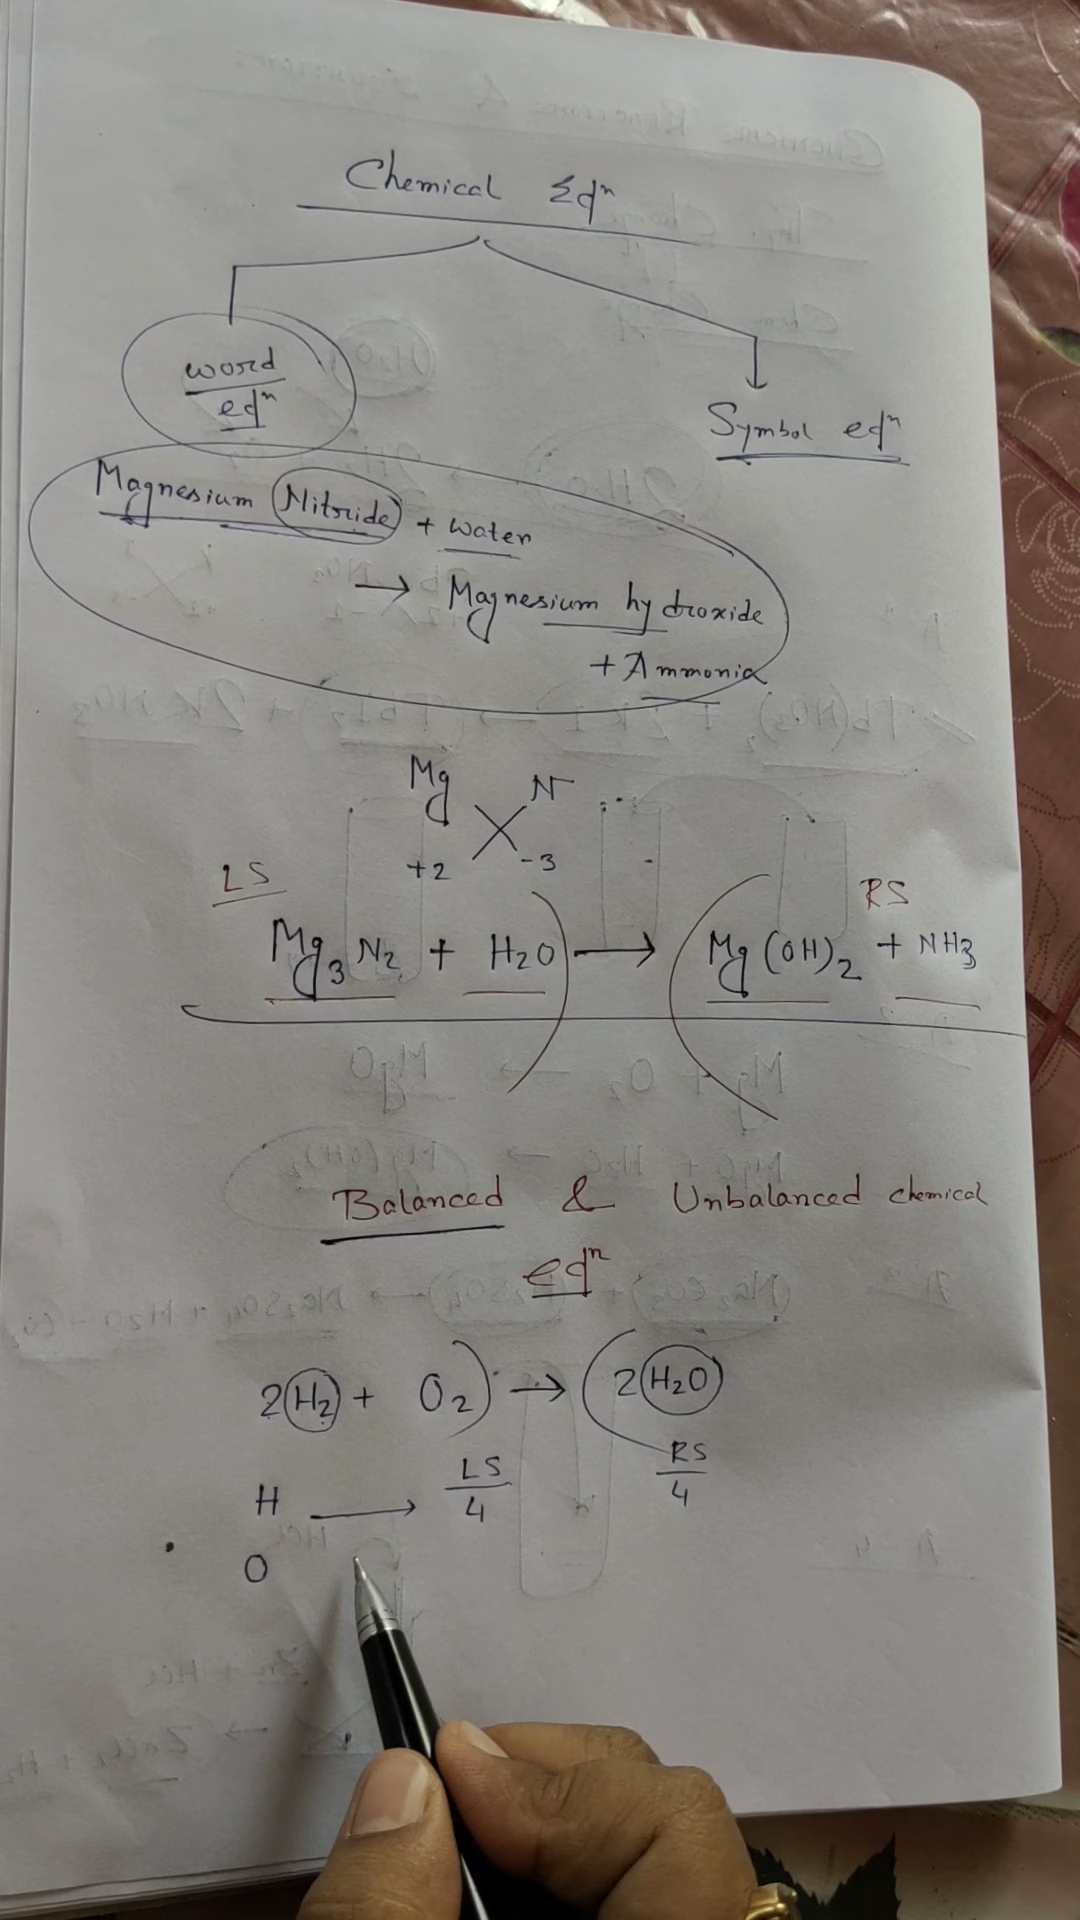 Chemical Eqⁿ
word
eqⁿ
Symbol eqⁿ
Magnesium Nitride + water
→ Magnesium hydroxide
+ Ammonia
Mg N
+2 -3
LS RS
Mg₃N₂ + H₂O → Mg(OH)₂ + NH₃
Balanced & Unbalanced chemical
eqⁿ
2H₂ + O₂ → 2H₂O
LS RS
H → 4 4
O